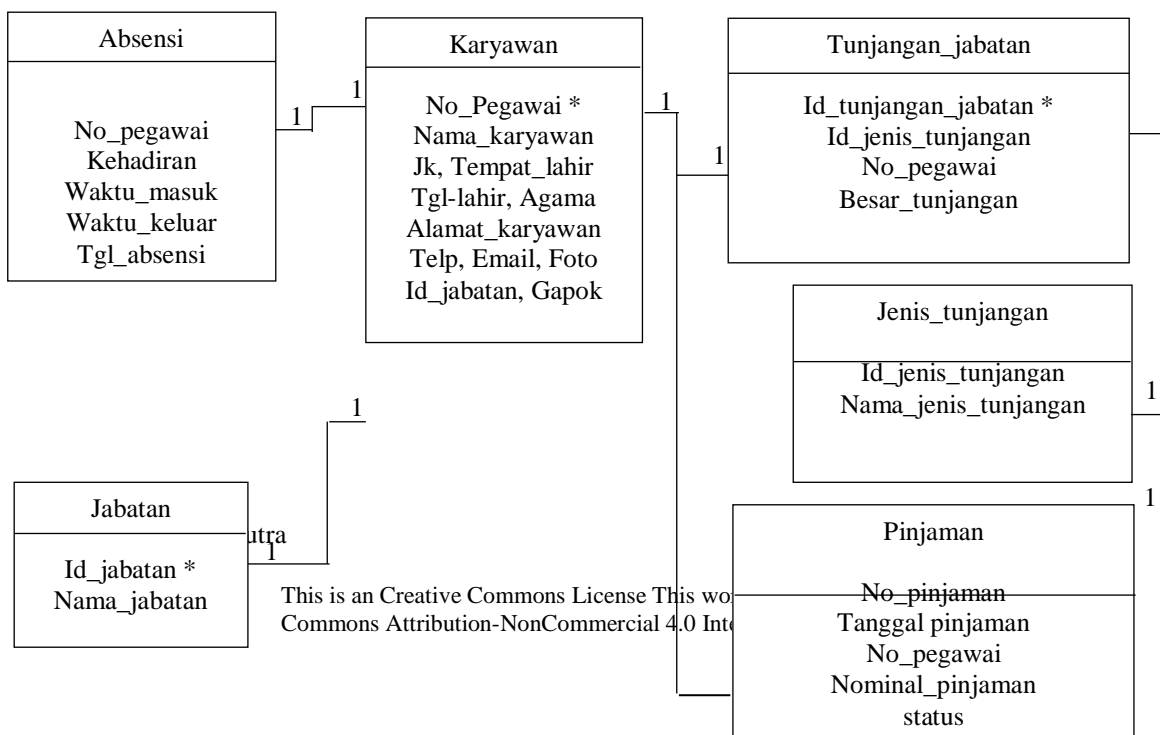 Absensi
No_pegawai
Kehadiran
Waktu_masuk
Waktu_keluar
Tgl_absensi
1
1
Karyawan
No_Pegawai *
Nama_karyawan
Jk, Tempat_lahir
Tgl-lahir, Agama
Alamat_karyawan
Telp, Email, Foto
Id_jabatan, Gapok
1
1
Tunjangan_jabatan
Id_tunjangan_jabatan *
Id_jenis_tunjangan
No_pegawai
Besar_tunjangan
Jenis_tunjangan
Id_jenis_tunjangan
Nama_jenis_tunjangan
1
1
1
Jabatan
Id_jabatan *
Nama_jabatan
utra
1
This is an Creative Commons License This
Commons Attribution-NonCommercial 4.0
Pinjaman
No_pinjaman
Tanggal pinjaman
No_pegawai
Nominal_pinjaman
status